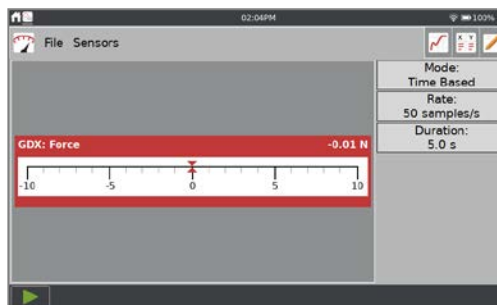 02:04PM
100%
File Sensors
X Y
Mode:
Time Based
Rate:
50 samples/s
Duration:
5.0 s
GDX: Force -0.01 N
-10 -5 0 5 10